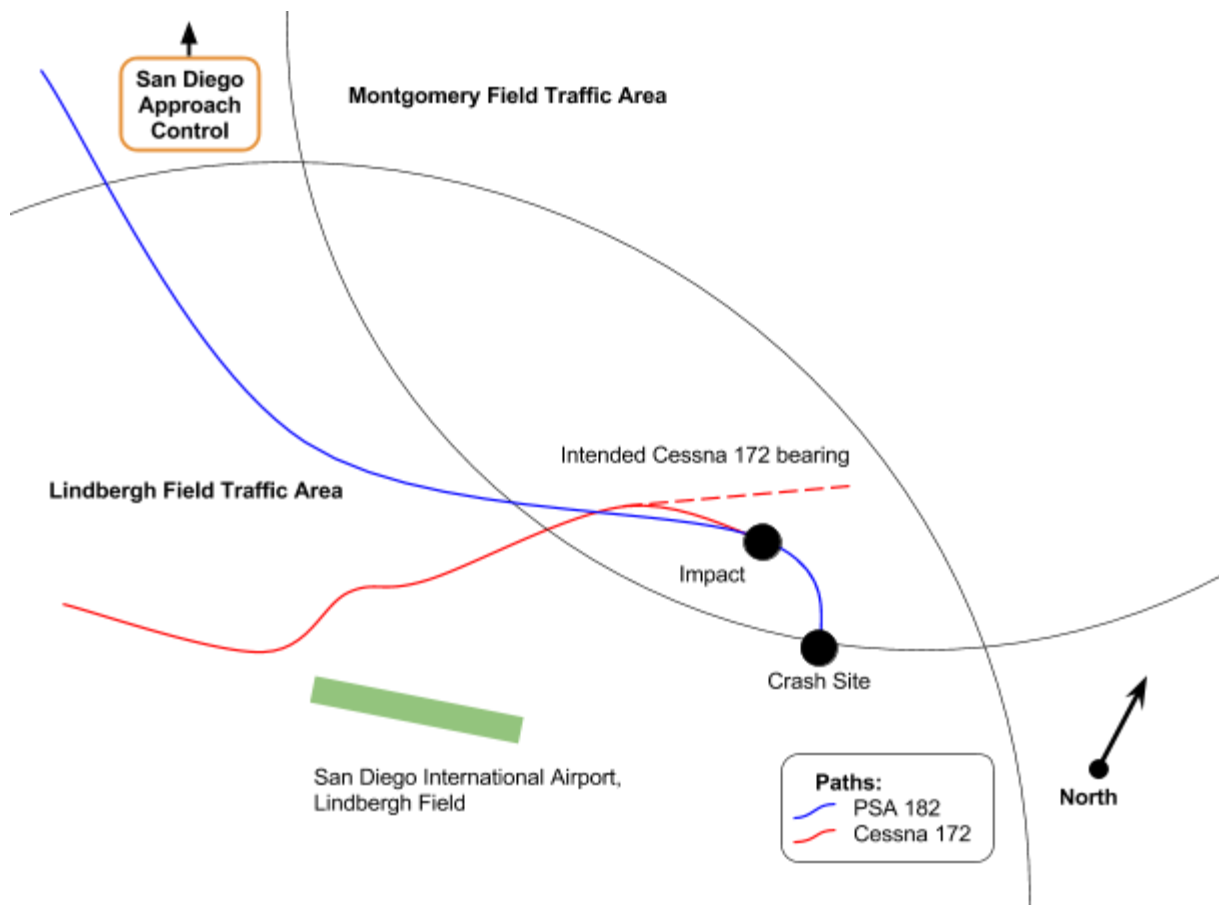 San Diego
Approach
Control
Montgomery Field Traffic Area
Intended Cessna 172 bearing
Lindbergh Field Traffic Area
Impact
Crash Site
San Diego International Airport,
Lindbergh Field
Paths:
PSA 182
Cessna 172
North